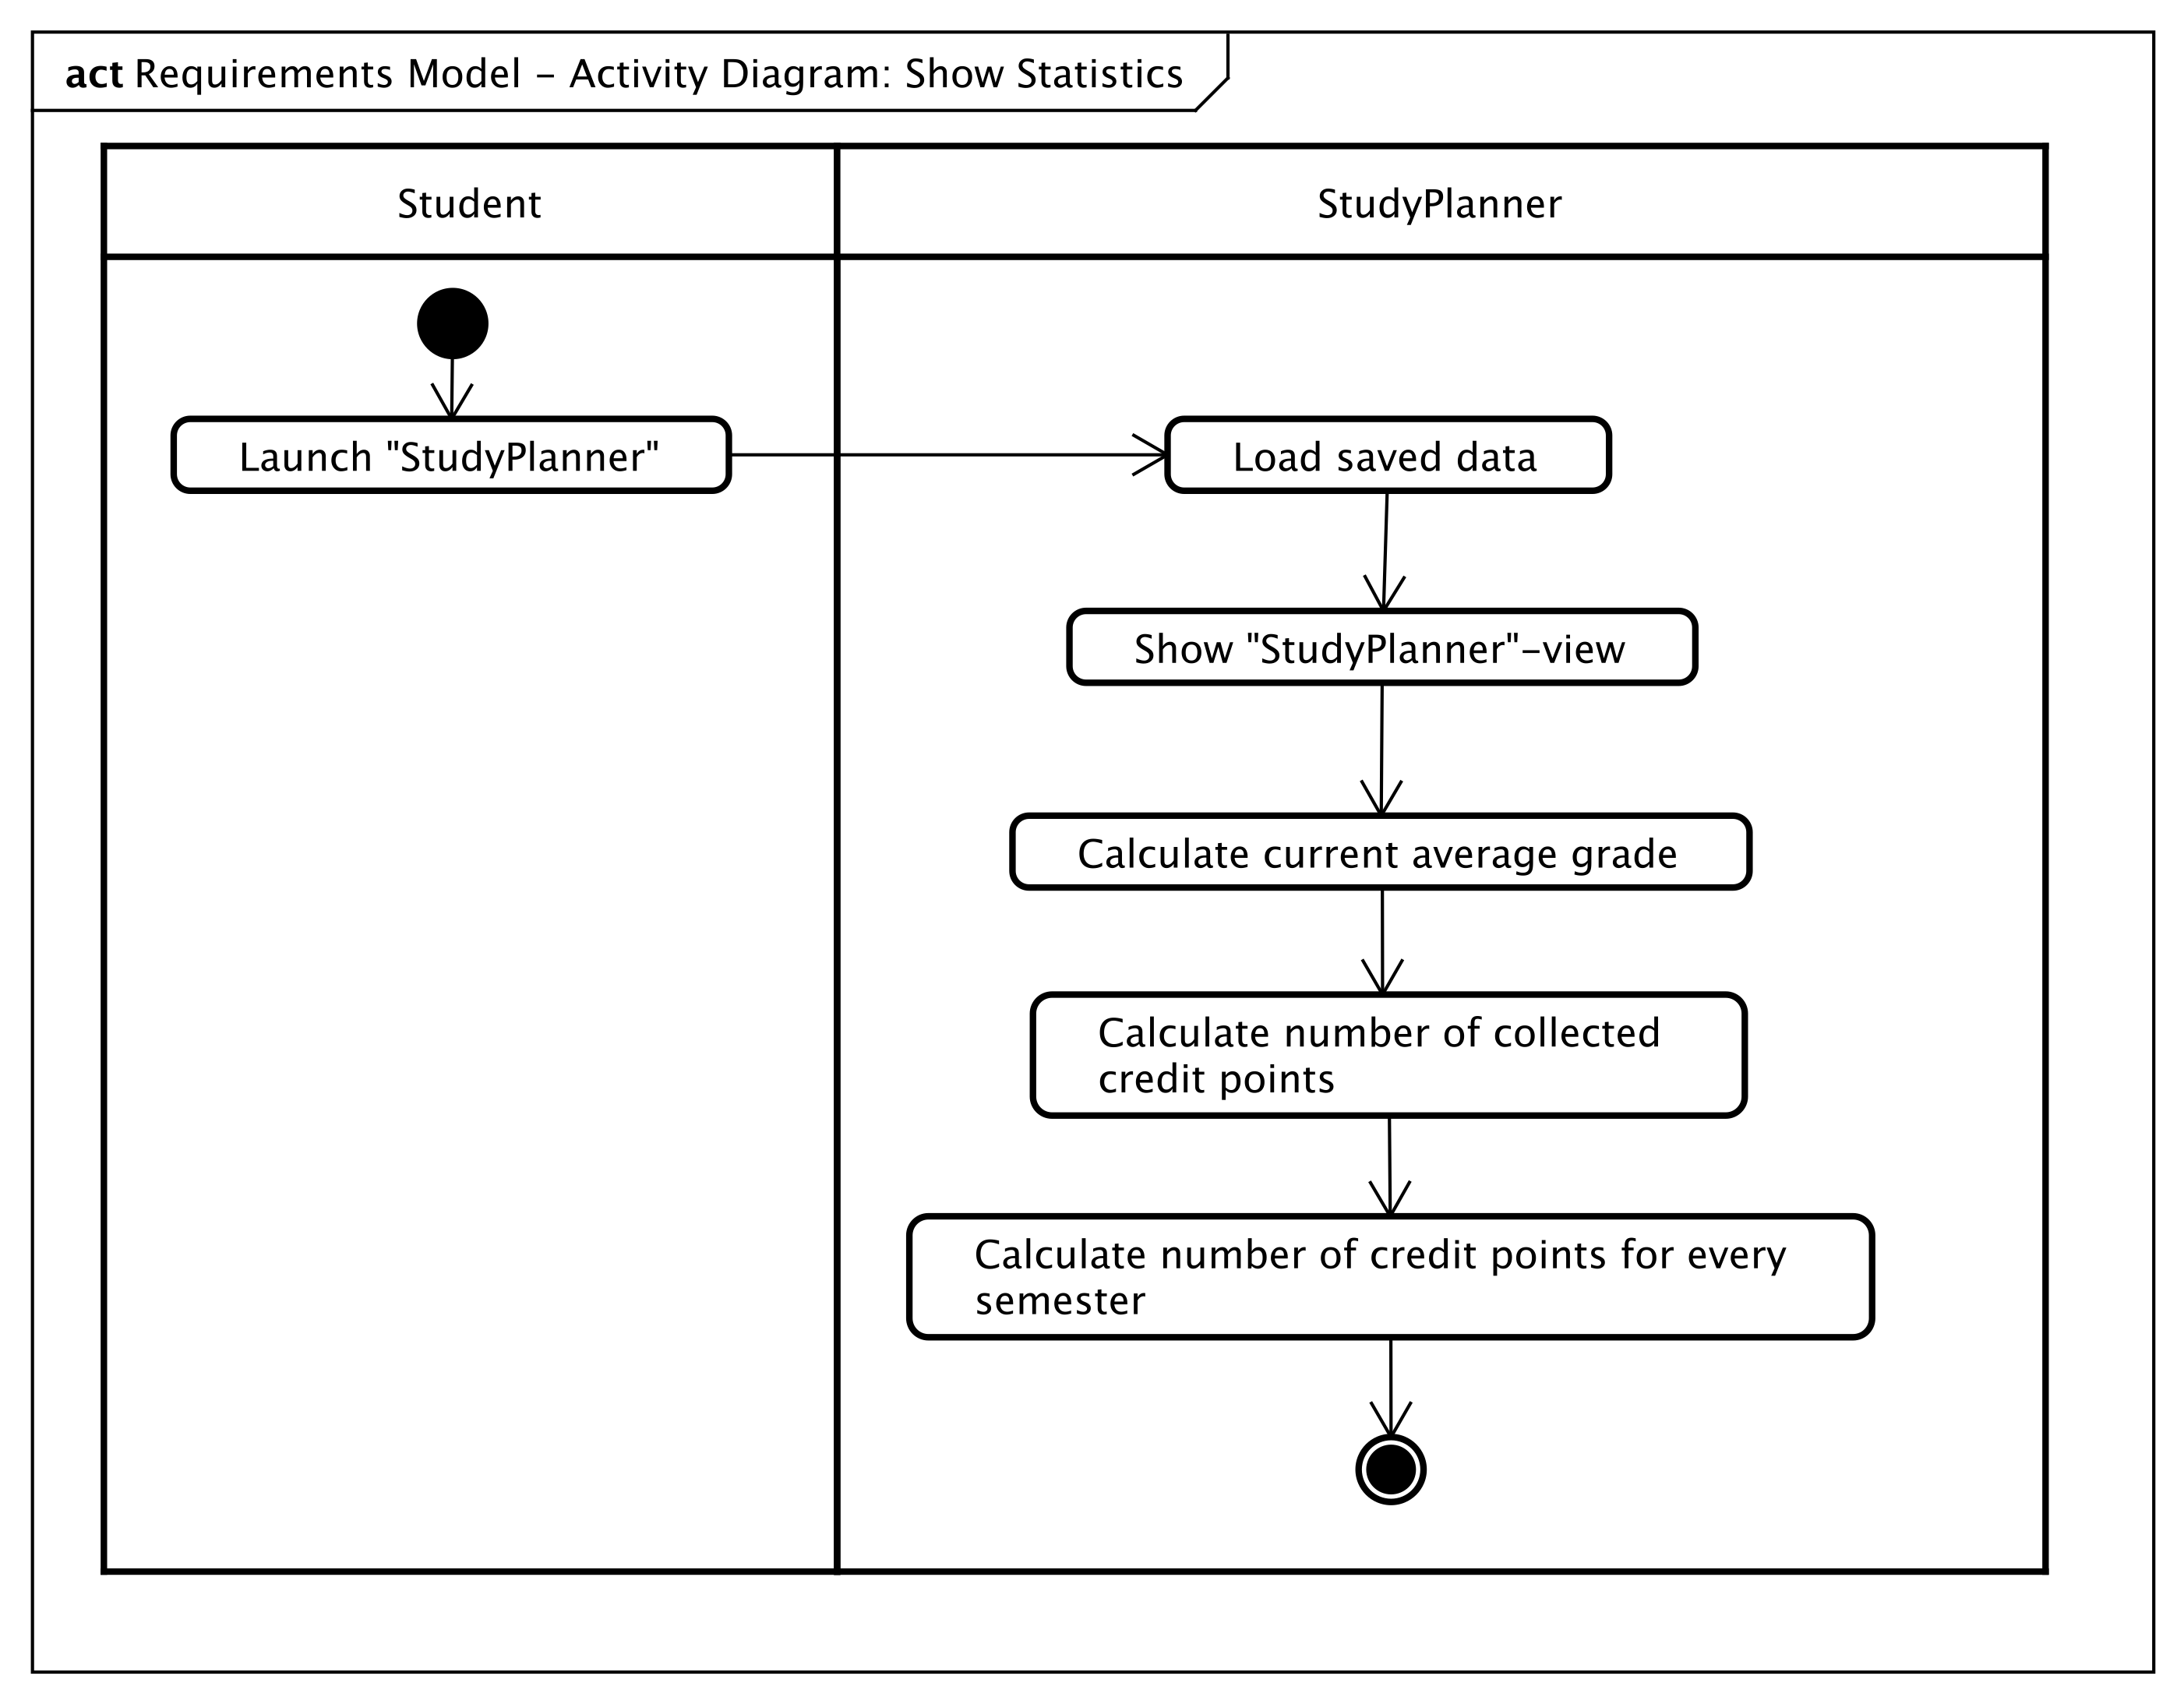 act Requirements Model – Activity Diagram: Show Statistics
Student
StudyPlanner
Launch "StudyPlanner"
Load saved data
Show "StudyPlanner"-view
Calculate current average grade
Calculate number of collected
credit points
Calculate number of credit points for every
semester